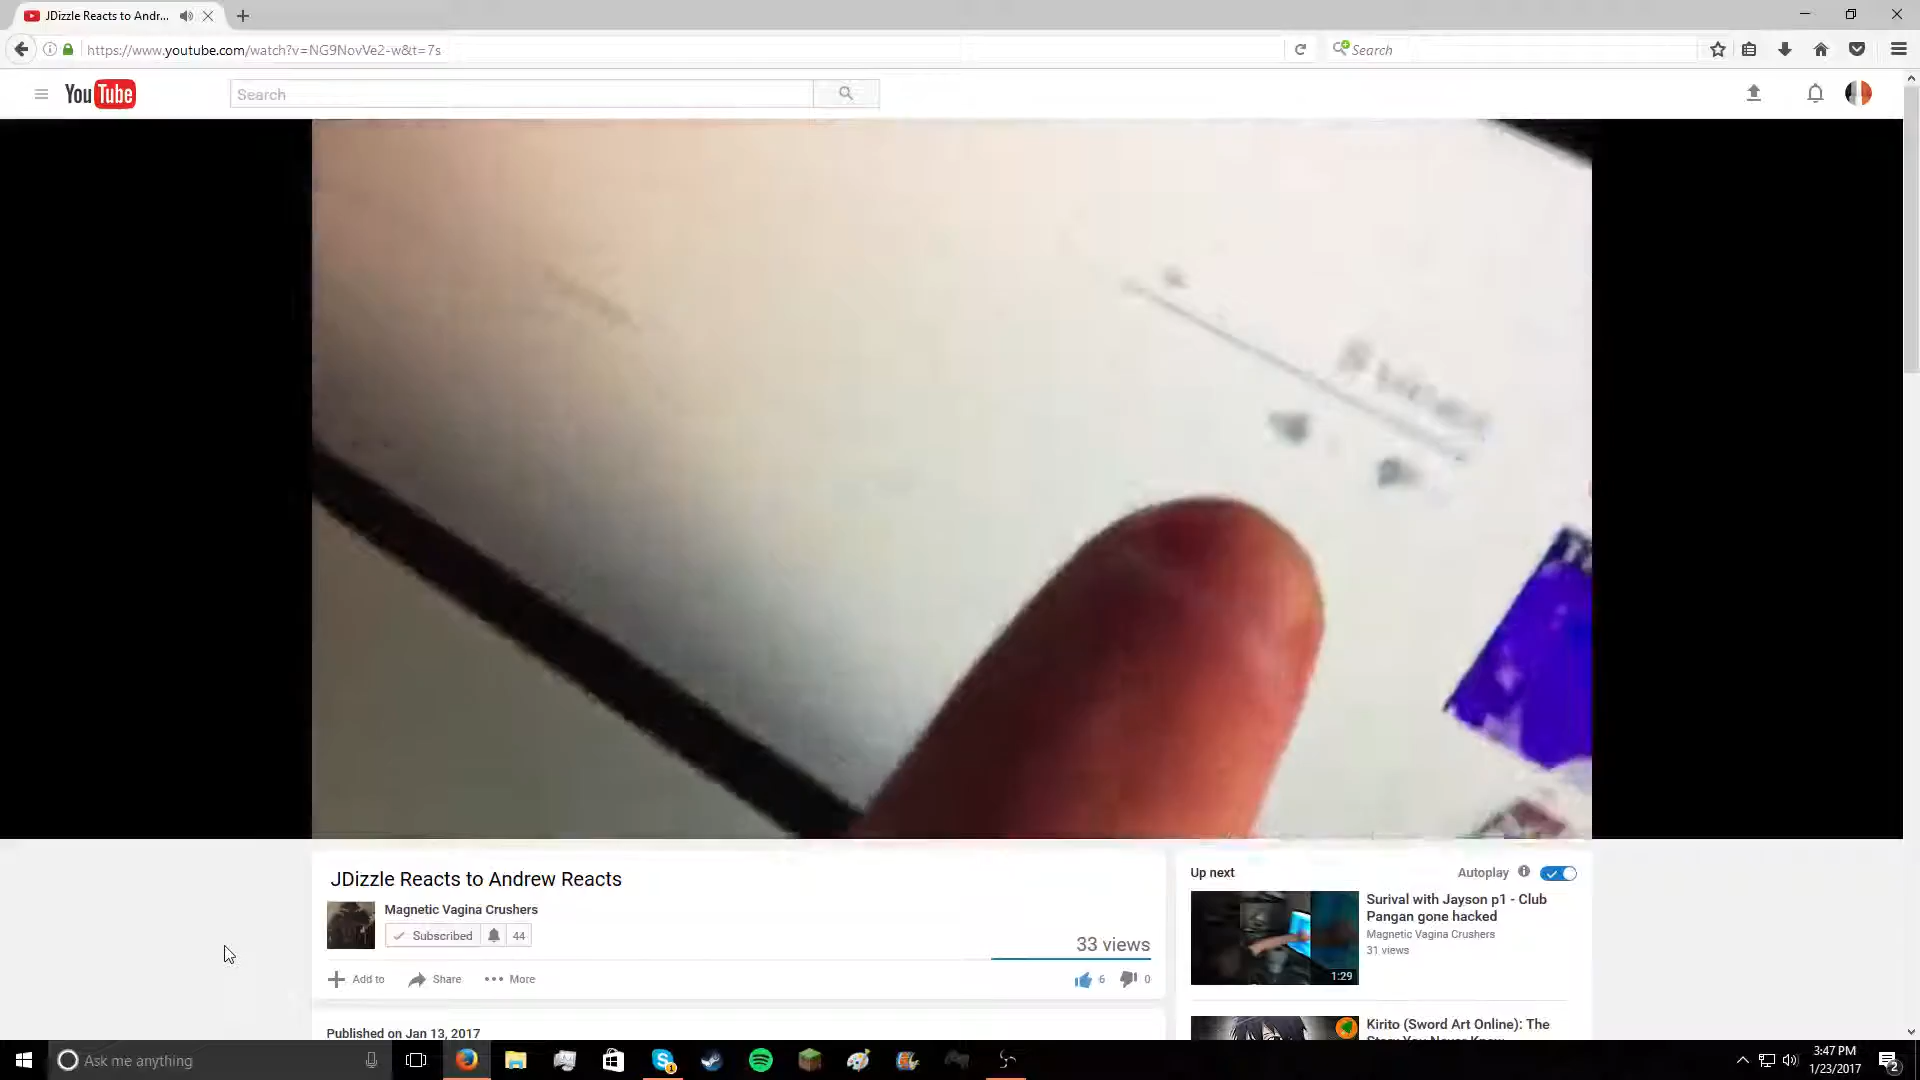 JDizzle Reacts to Andr...
https://www.youtube.com/watch?v=NG9NovVe2-w&t=7s
Search
YouTube
Search
JDizzle Reacts to Andrew Reacts
Magnetic Vagina Crushers
Subscribed 44
33 views
Add to Share More
6 0
Published on Jan 13, 2017
Up next
Autoplay
Surival with Jayson p1 - Club
Pangan gone hacked
Magnetic Vagina Crushers
31 views
1:29
Kirito (Sword Art Online): The
Ask me anything
3:47 PM
1/23/2017
2